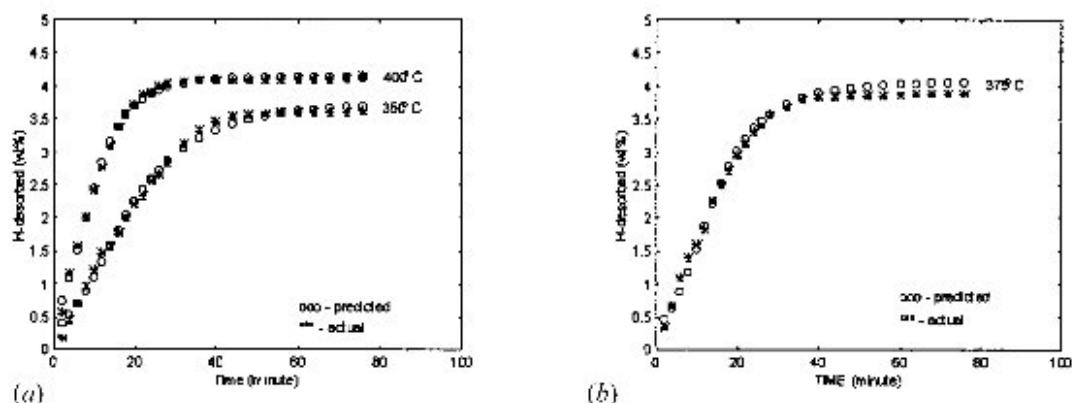 5
4.5
4
3.5
3
2.5
2
1.5
1
0.5
0
H-desorbed (wt%)
400°C
350°C
ooo - predicted
*** - actual
0 20 40 60 80 100
Time (minute)
(a)
5
4.5
4
3.5
3
2.5
2
1.5
1
0.5
0
H-desorbed (wt%)
375°C
ooo - predicted
*** - actual
0 20 40 60 80 100
TIME (minute)
(b)